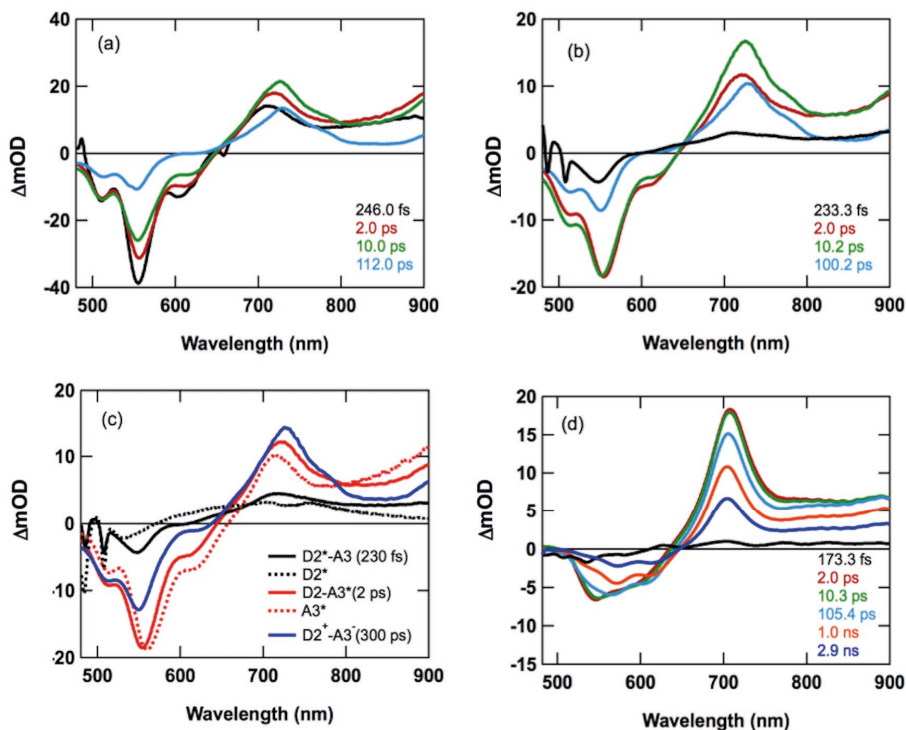 (a)
40
20
0
-20
-40
ΔmOD
500 600 700 800 900
Wavelength (nm)
246.0 fs
2.0 ps
10.0 ps
112.0 ps
(b)
20
10
0
-10
-20
ΔmOD
500 600 700 800 900
Wavelength (nm)
233.3 fs
2.0 ps
10.2 ps
100.2 ps
(c)
20
10
0
-10
-20
ΔmOD
500 600 700 800 900
Wavelength (nm)
D2*-A3 (230 fs)
D2*
D2-A3*(2 ps)
A3*
D2⁺-A3⁻(300 ps)
(d)
20
15
10
5
0
-5
-10
-15
ΔmOD
500 600 700 800 900
Wavelength (nm)
173.3 fs
2.0 ps
10.3 ps
105.4 ps
1.0 ns
2.9 ns